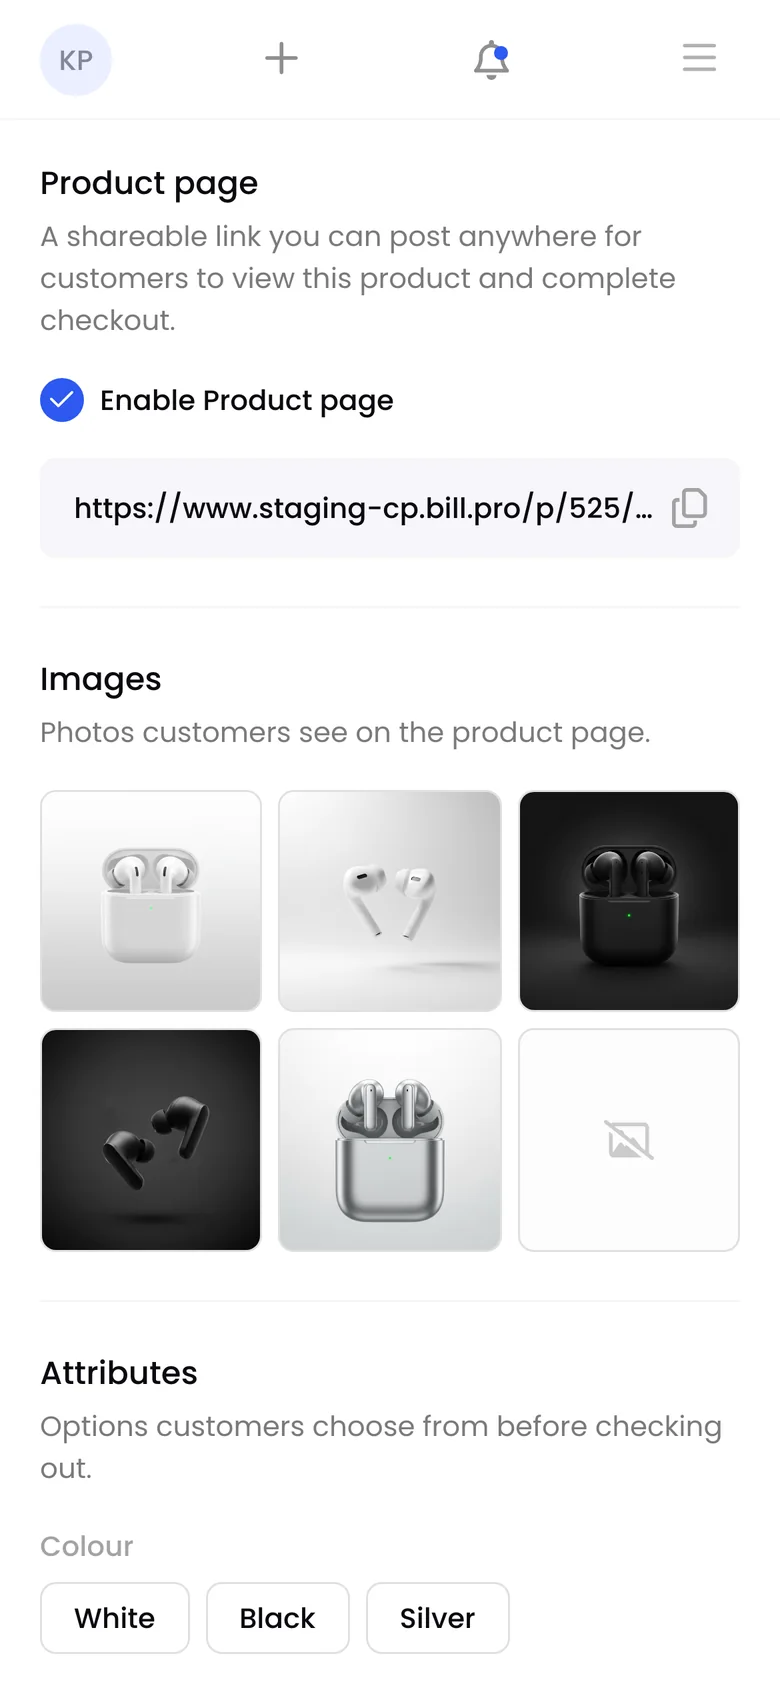 KP
Product page
A shareable link you can post anywhere for
customers to view this product and complete
checkout.
Enable Product page
https://www.staging-cp.bill.pro/p/525/...
Images
Photos customers see on the product page.
Attributes
Options customers choose from before checking
out.
Colour
White
Black
Silver